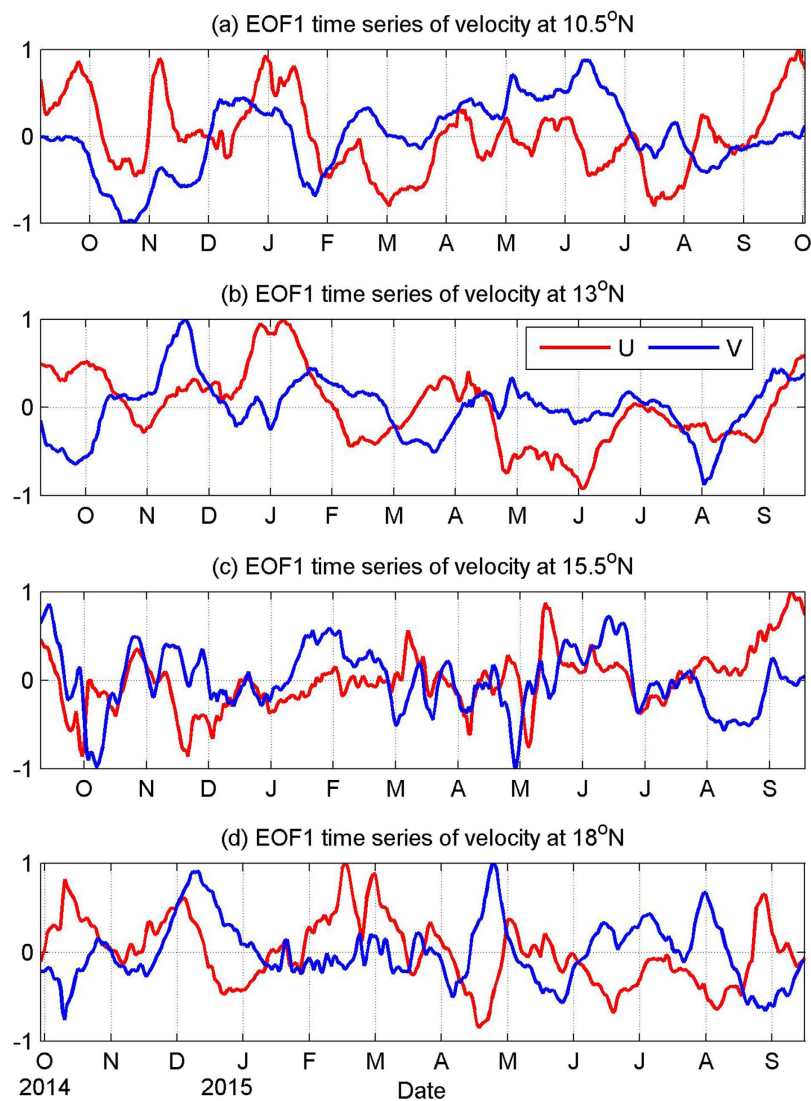 (a) EOF1 time series of velocity at 10.5°N
1
0
-1
O N D J F M A M J J A S O
(b) EOF1 time series of velocity at 13°N
1
U V
0
-1
O N D J F M A M J J A S
(c) EOF1 time series of velocity at 15.5°N
1
0
-1
O N D J F M A M J J A S
(d) EOF1 time series of velocity at 18°N
1
0
-1
O N D J F M A M J J A S
2014 2015 Date